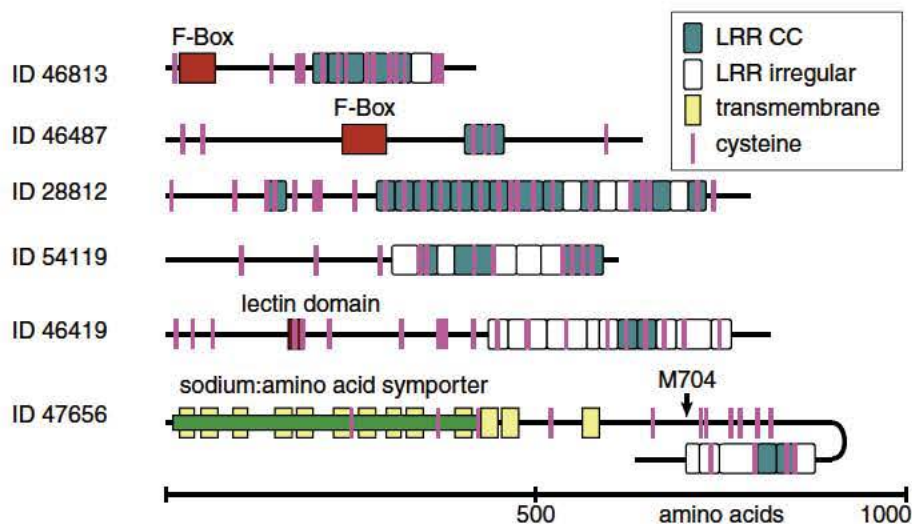 F-Box
ID 46813
F-Box
ID 46487
ID 28812
ID 54119
lectin domain
ID 46419
sodium:amino acid symporter
M704
ID 47656
LRR CC
LRR irregular
transmembrane
cysteine
500
amino acids
1000